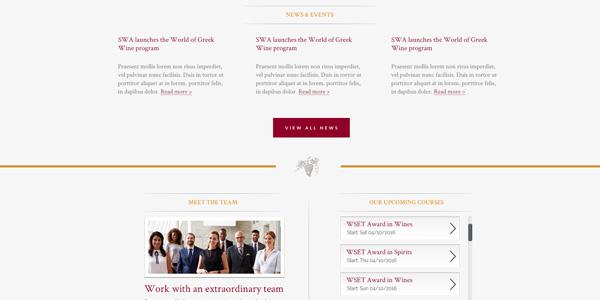 NEWS & EVENTS
SWA launches the World of Greek
Wine program
Praesent mollis lorem non risus imperdiet,
vel pulvinar nunc facilisis. Duis in tortor ut
porttitor aliquet at in lorem. porttitor felis,
in dapibus dolor. Read more >
SWA launches the World of Greek
Wine program
Praesent mollis lorem non risus imperdiet,
vel pulvinar nunc facilisis. Duis in tortor ut
porttitor aliquet at in lorem. porttitor felis,
in dapibus dolor. Read more >
SWA launches the World of Greek
Wine program
Praesent mollis lorem non risus imperdiet,
vel pulvinar nunc facilisis. Duis in tortor ut
porttitor aliquet at in lorem. porttitor felis,
in dapibus dolor. Read more >
VIEW ALL NEWS
MEET THE TEAM
Work with an extraordinary team
OUR UPCOMING COURSES
WSET Award in Wines
Start: Sat 04/10/2016
WSET Award in Spirits
Start: Thu 04/10/2016
WSET Award in Wines
Start: Sun 04/10/2016